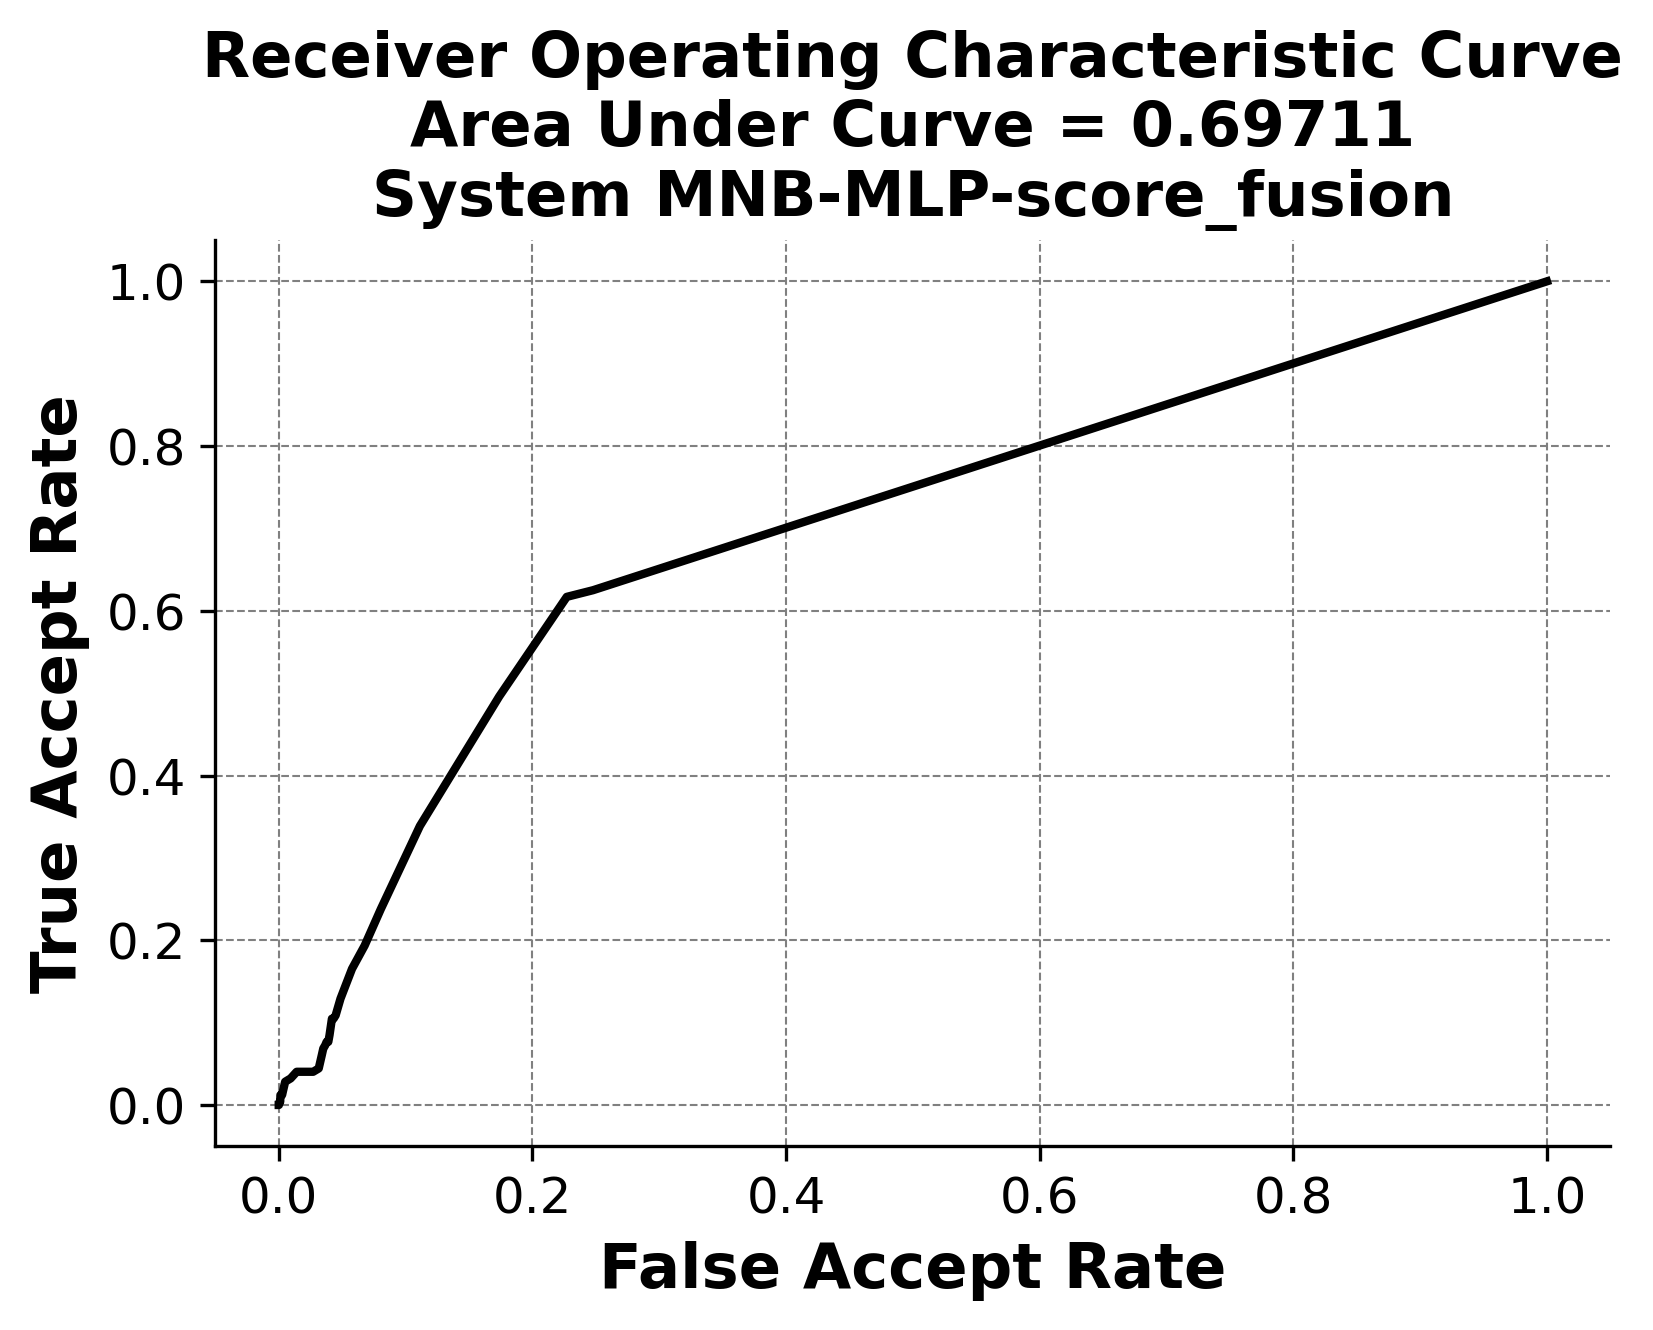 Receiver Operating Characteristic Curve
Area Under Curve = 0.69711
System MNB-MLP-score_fusion
True Accept Rate
1.0
0.8
0.6
0.4
0.2
0.0
0.0 0.2 0.4 0.6 0.8 1.0
False Accept Rate